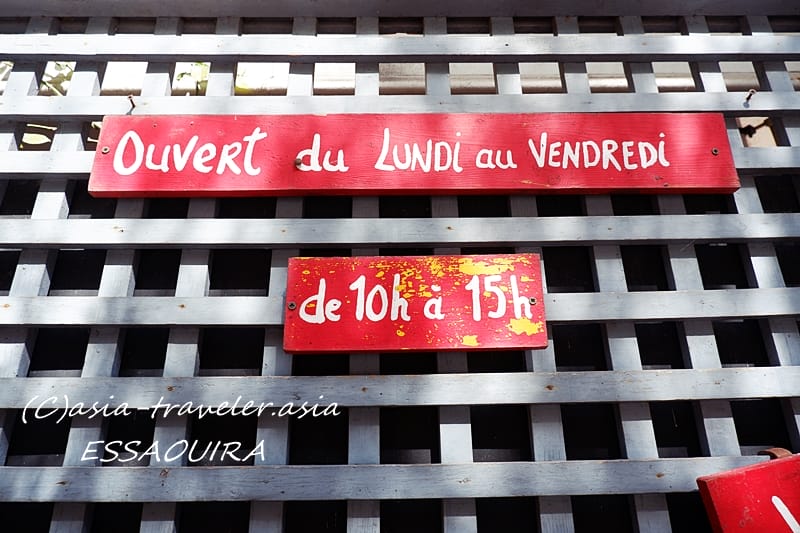 Ouvert du LUNDi au VENDREDi
de 10h à 15h
(C)asia-traveler.asia
ESSAOUIRA